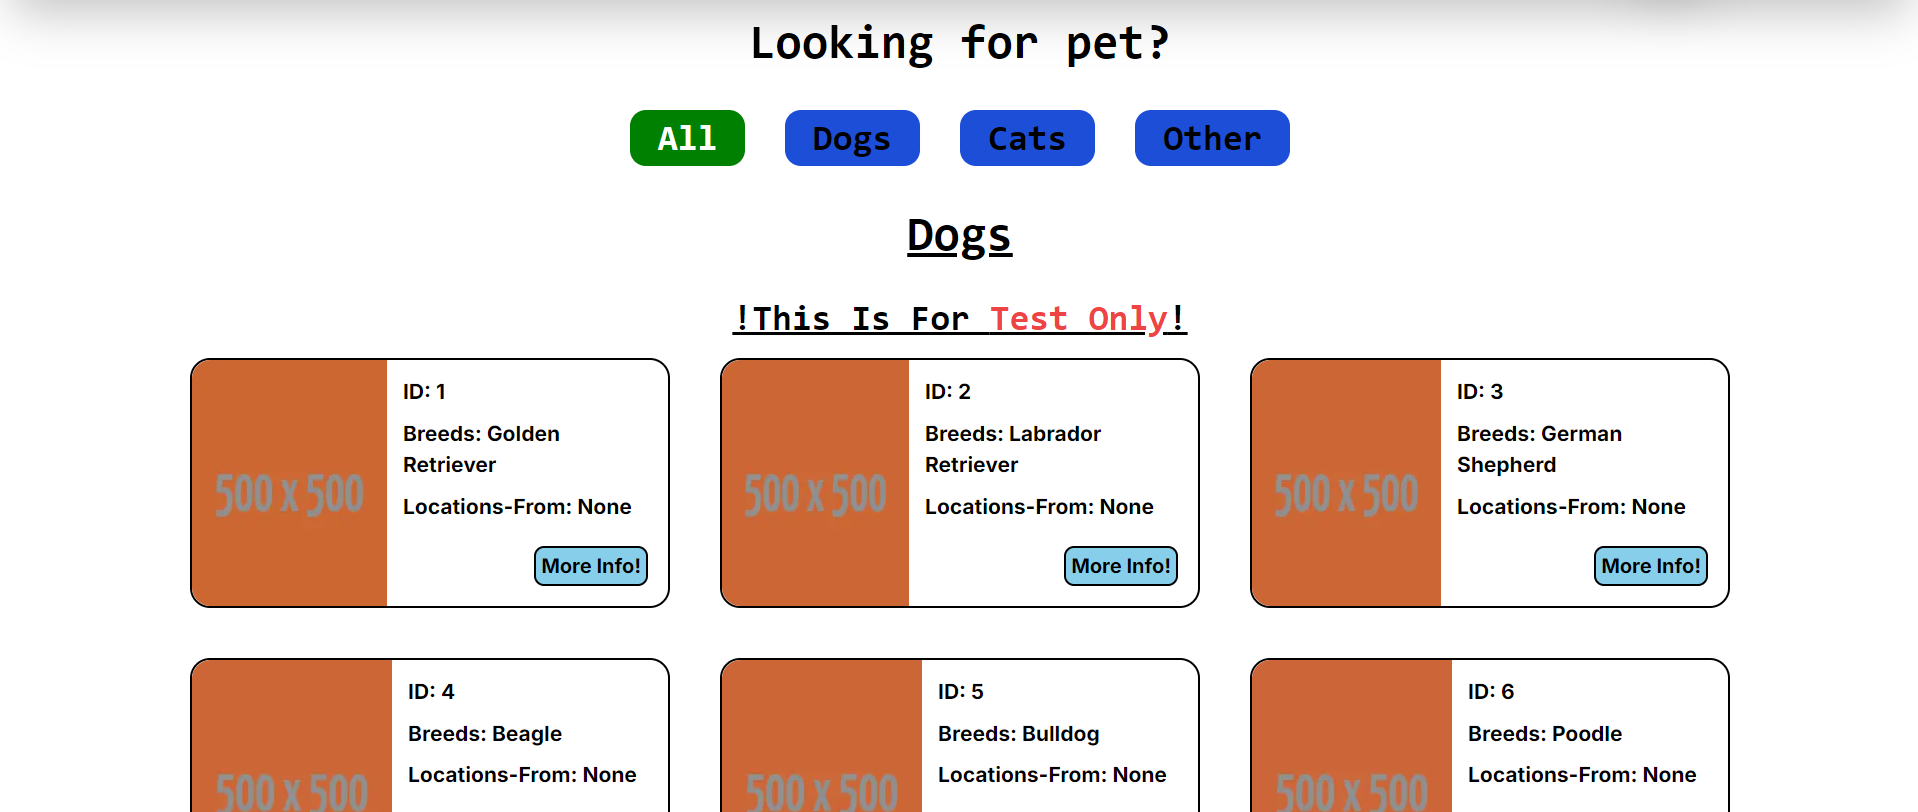 Looking for pet?
All Dogs Cats Other
Dogs
!This Is For Test Only!
500 x 500
ID: 1
Breeds: Golden
Retriever
Locations-From: None
More Info!
500 x 500
ID: 2
Breeds: Labrador
Retriever
Locations-From: None
More Info!
500 x 500
ID: 3
Breeds: German
Shepherd
Locations-From: None
More Info!
500 x 500
ID: 4
Breeds: Beagle
Locations-From: None
500 x 500
ID: 5
Breeds: Bulldog
Locations-From: None
500 x 500
ID: 6
Breeds: Poodle
Locations-From: None